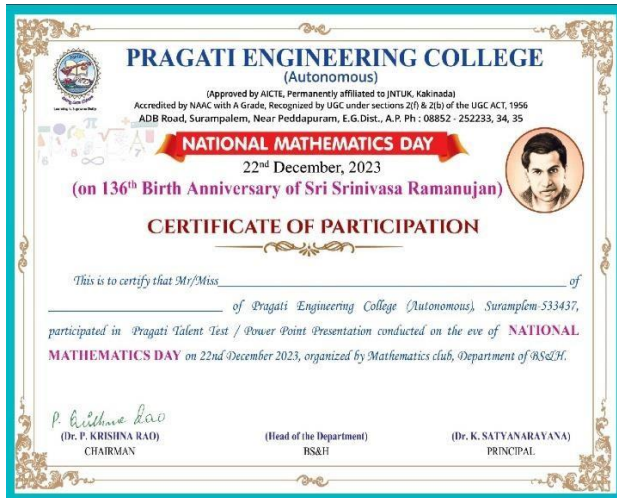 PRAGATI ENGINEERING COLLEGE
(Autonomous)
(Approved by AICTE, Permanently affiliated to JNTUK, Kakinada)
Accredited by NAAC with A Grade, Recognized by UGC under sections 2(f) & 2(b) of the UGC ACT, 1956
ADB Road, Surampalem, Near Peddapuram, E.G.Dist., A.P. Ph : 08852 - 252233, 34, 35
NATIONAL MATHEMATICS DAY
22nd December, 2023
(on 136th Birth Anniversary of Sri Srinivasa Ramanujan)
CERTIFICATE OF PARTICIPATION
This is to certify that Mr/Miss of
of Pragati Engineering College (Autonomous), Suramplem-533437,
participated in Pragati Talent Test / Power Point Presentation conducted on the eve of NATIONAL
MATHEMATICS DAY on 22nd December 2023, organized by Mathematics club, Department of BS&H.
P. Krishna Rao
(Dr. P. KRISHNA RAO) (Head of the Department) (Dr. K. SATYANARAYANA)
CHAIRMAN BS&H PRINCIPAL